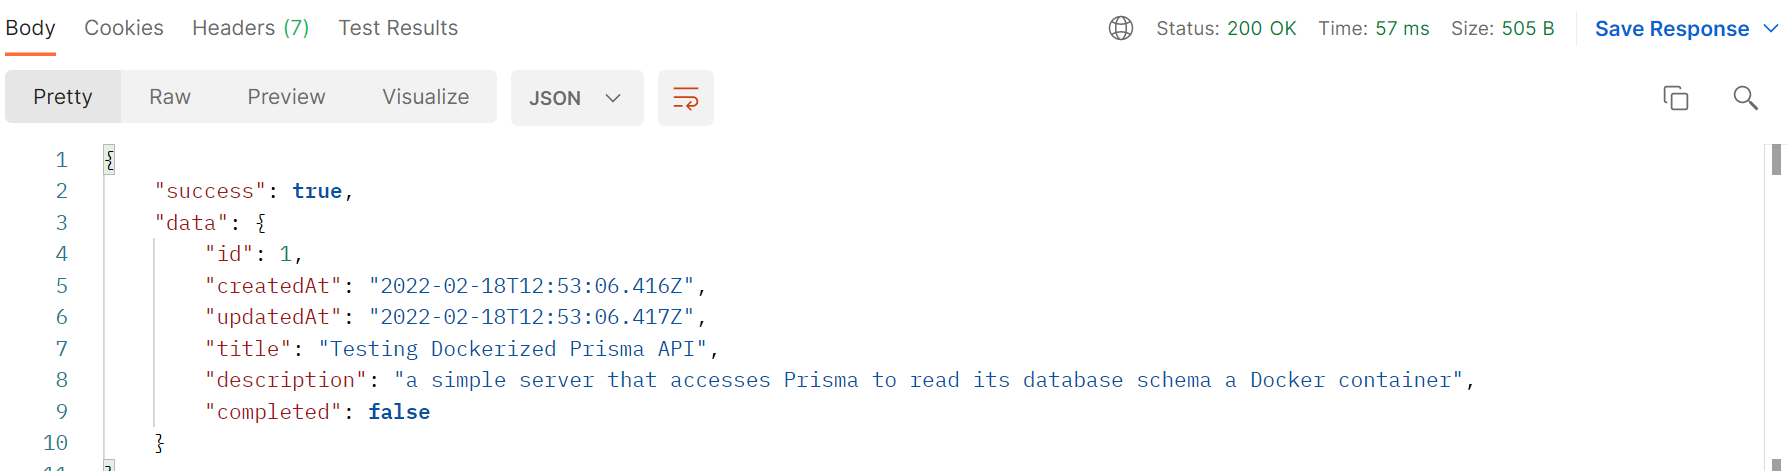 Body Cookies Headers (7) Test Results Status: 200 OK Time: 57 ms Size: 505 B Save Response
Pretty Raw Preview Visualize JSON
1 {
2 "success": true,
3 "data": {
4 "id": 1,
5 "createdAt": "2022-02-18T12:53:06.416Z",
6 "updatedAt": "2022-02-18T12:53:06.417Z",
7 "title": "Testing Dockerized Prisma API",
8 "description": "a simple server that accesses Prisma to read its database schema a Docker container",
9 "completed": false
10 }
11 }